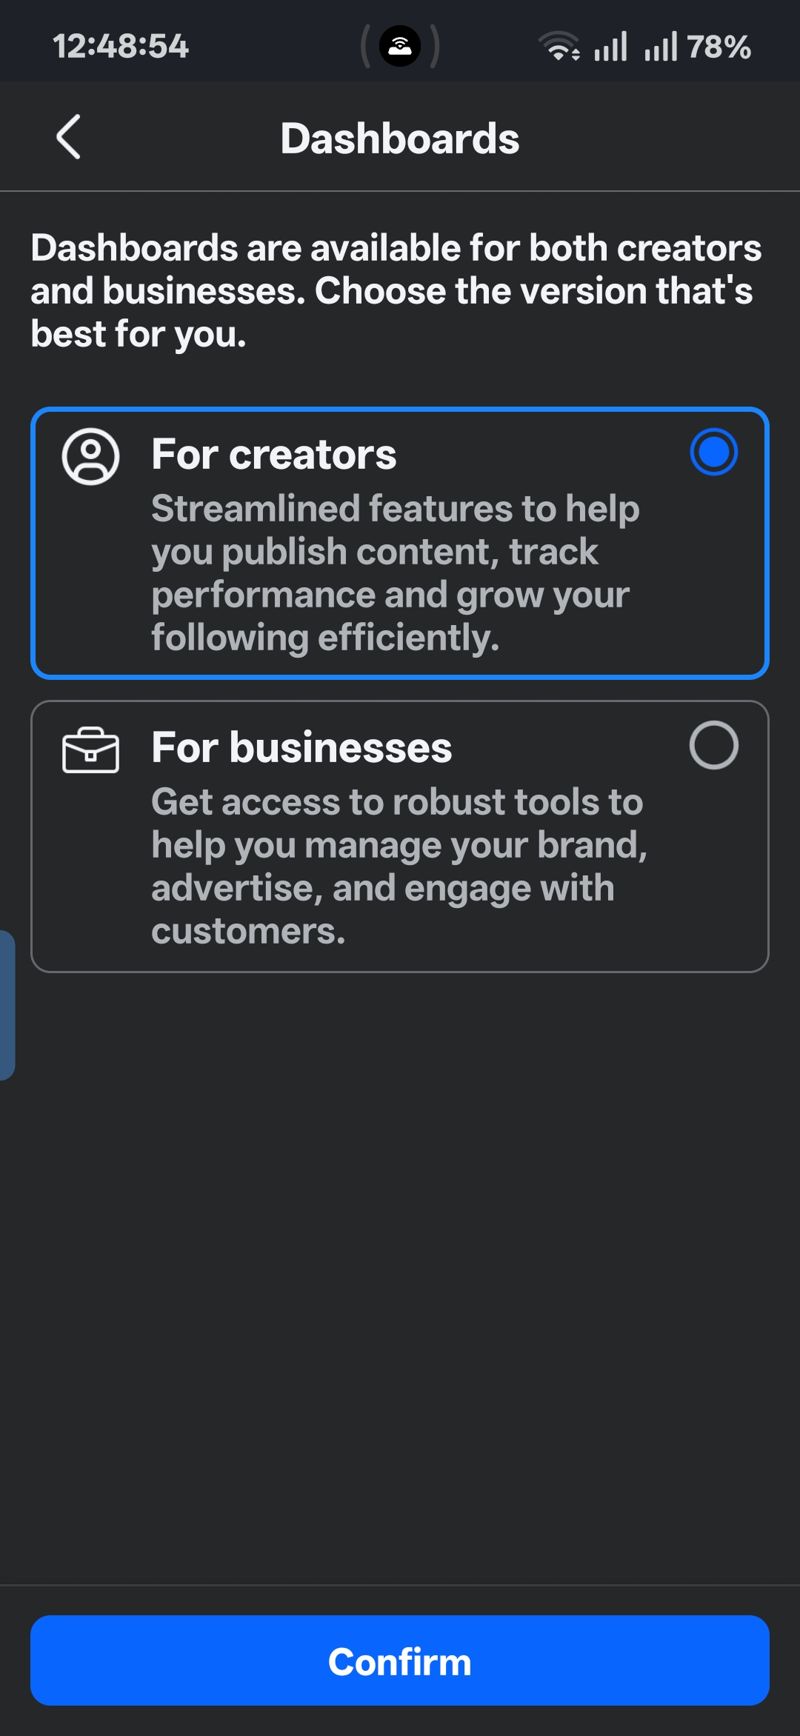 12:48:54
78%
Dashboards
Dashboards are available for both creators
and businesses. Choose the version that's
best for you.
For creators
Streamlined features to help
you publish content, track
performance and grow your
following efficiently.
For businesses
Get access to robust tools to
help you manage your brand,
advertise, and engage with
customers.
Confirm